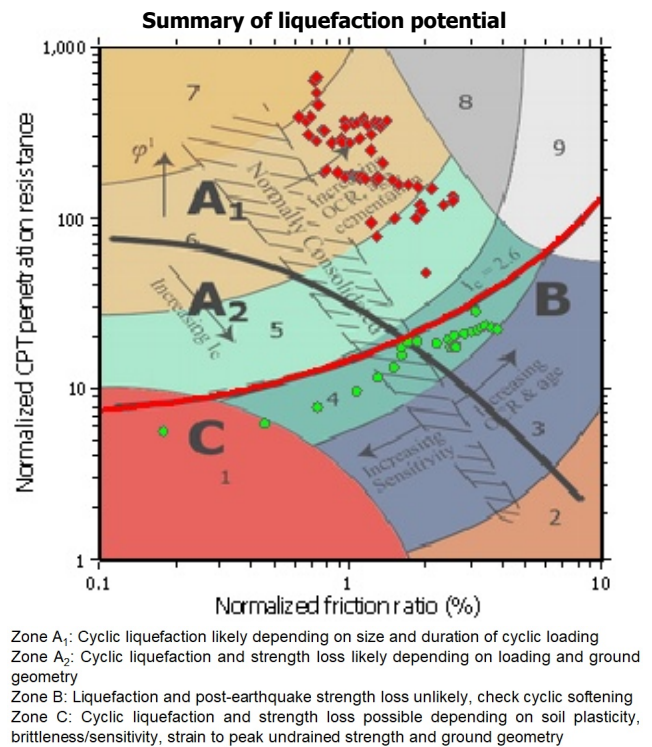 Summary of liquefaction potential
1,000
100
10
1
Normalized CPT penetration resistance
7
8
9
φ'
A1
Normally Consolidated
Increasing
OCR, age
cementation
6
A2
Increasing Ic
5
Ic = 2.6
B
4
C
1
Increasing
OCR & age
Increasing
Sensitivity
3
2
0.1
1
10
Normalized friction ratio (%)
Zone A1: Cyclic liquefaction likely depending on size and duration of cyclic loading
Zone A2: Cyclic liquefaction and strength loss likely depending on loading and ground
geometry
Zone B: Liquefaction and post-earthquake strength loss unlikely, check cyclic softening
Zone C: Cyclic liquefaction and strength loss possible depending on soil plasticity,
brittleness/sensitivity, strain to peak undrained strength and ground geometry